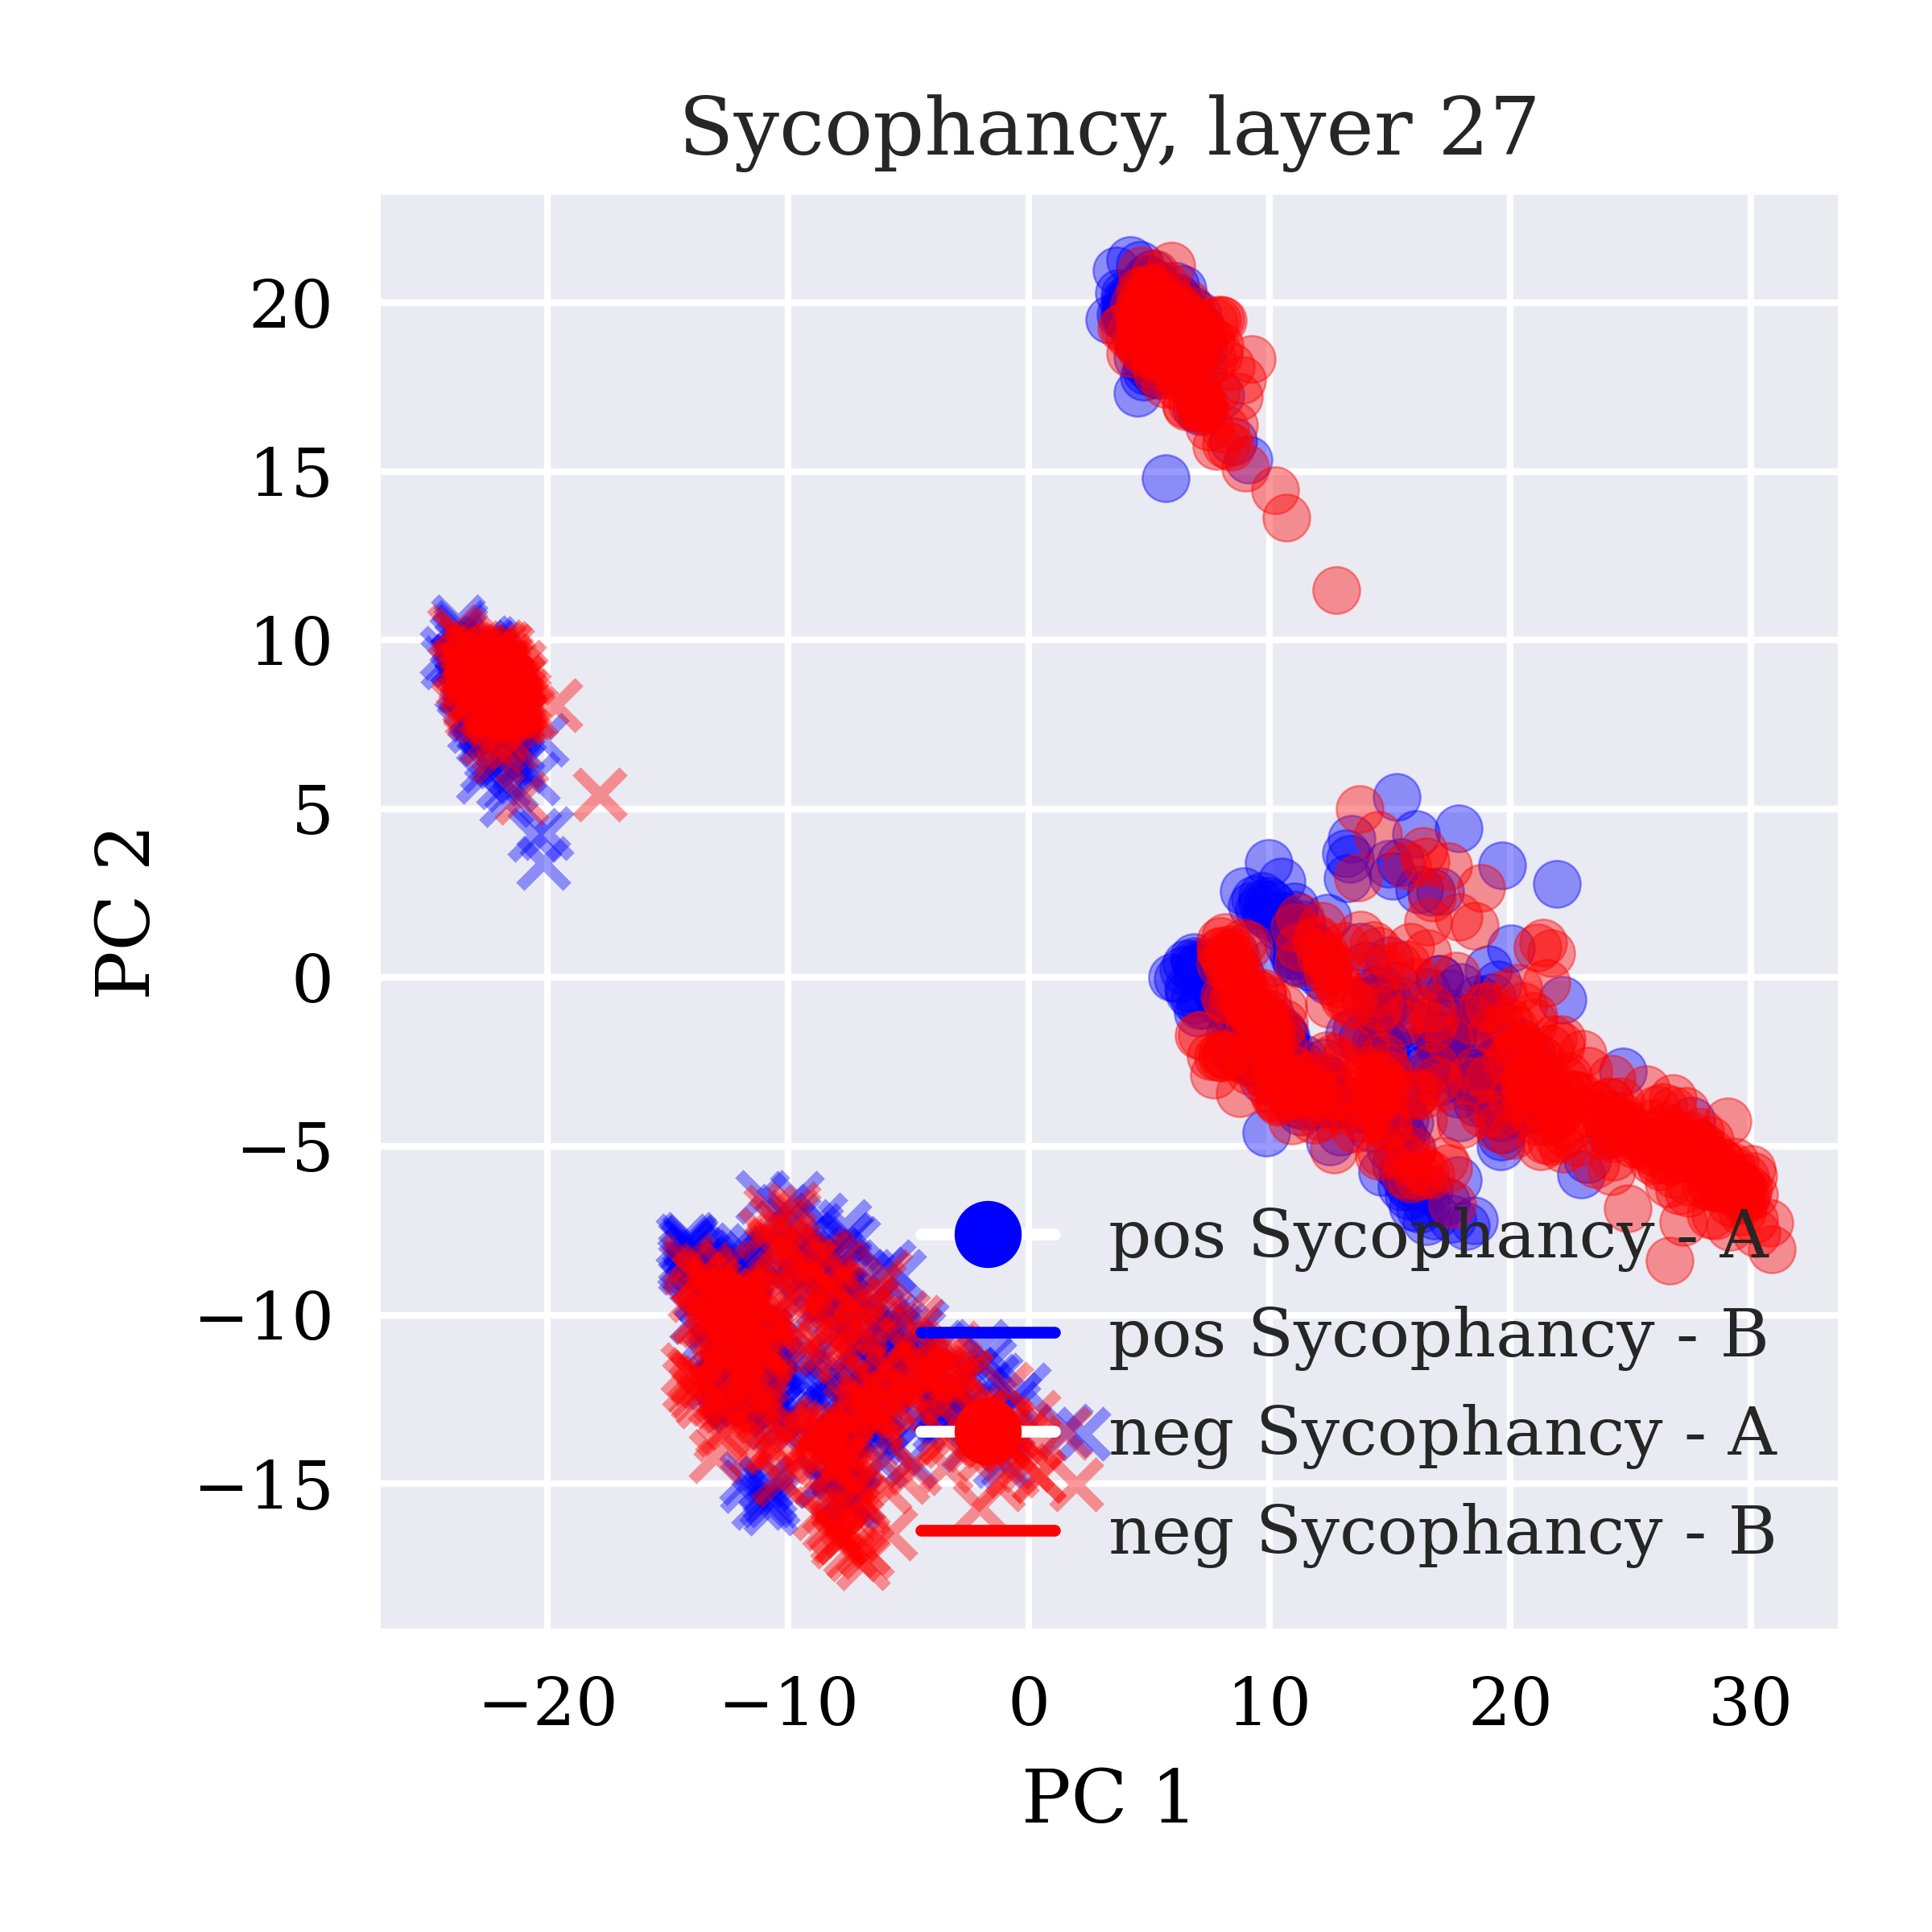 Sycophancy, layer 27
20
15
10
5
0
−5
−10
−15
PC 2
pos Sycophancy - A
pos Sycophancy - B
neg Sycophancy - A
neg Sycophancy - B
−20 −10 0 10 20 30
PC 1